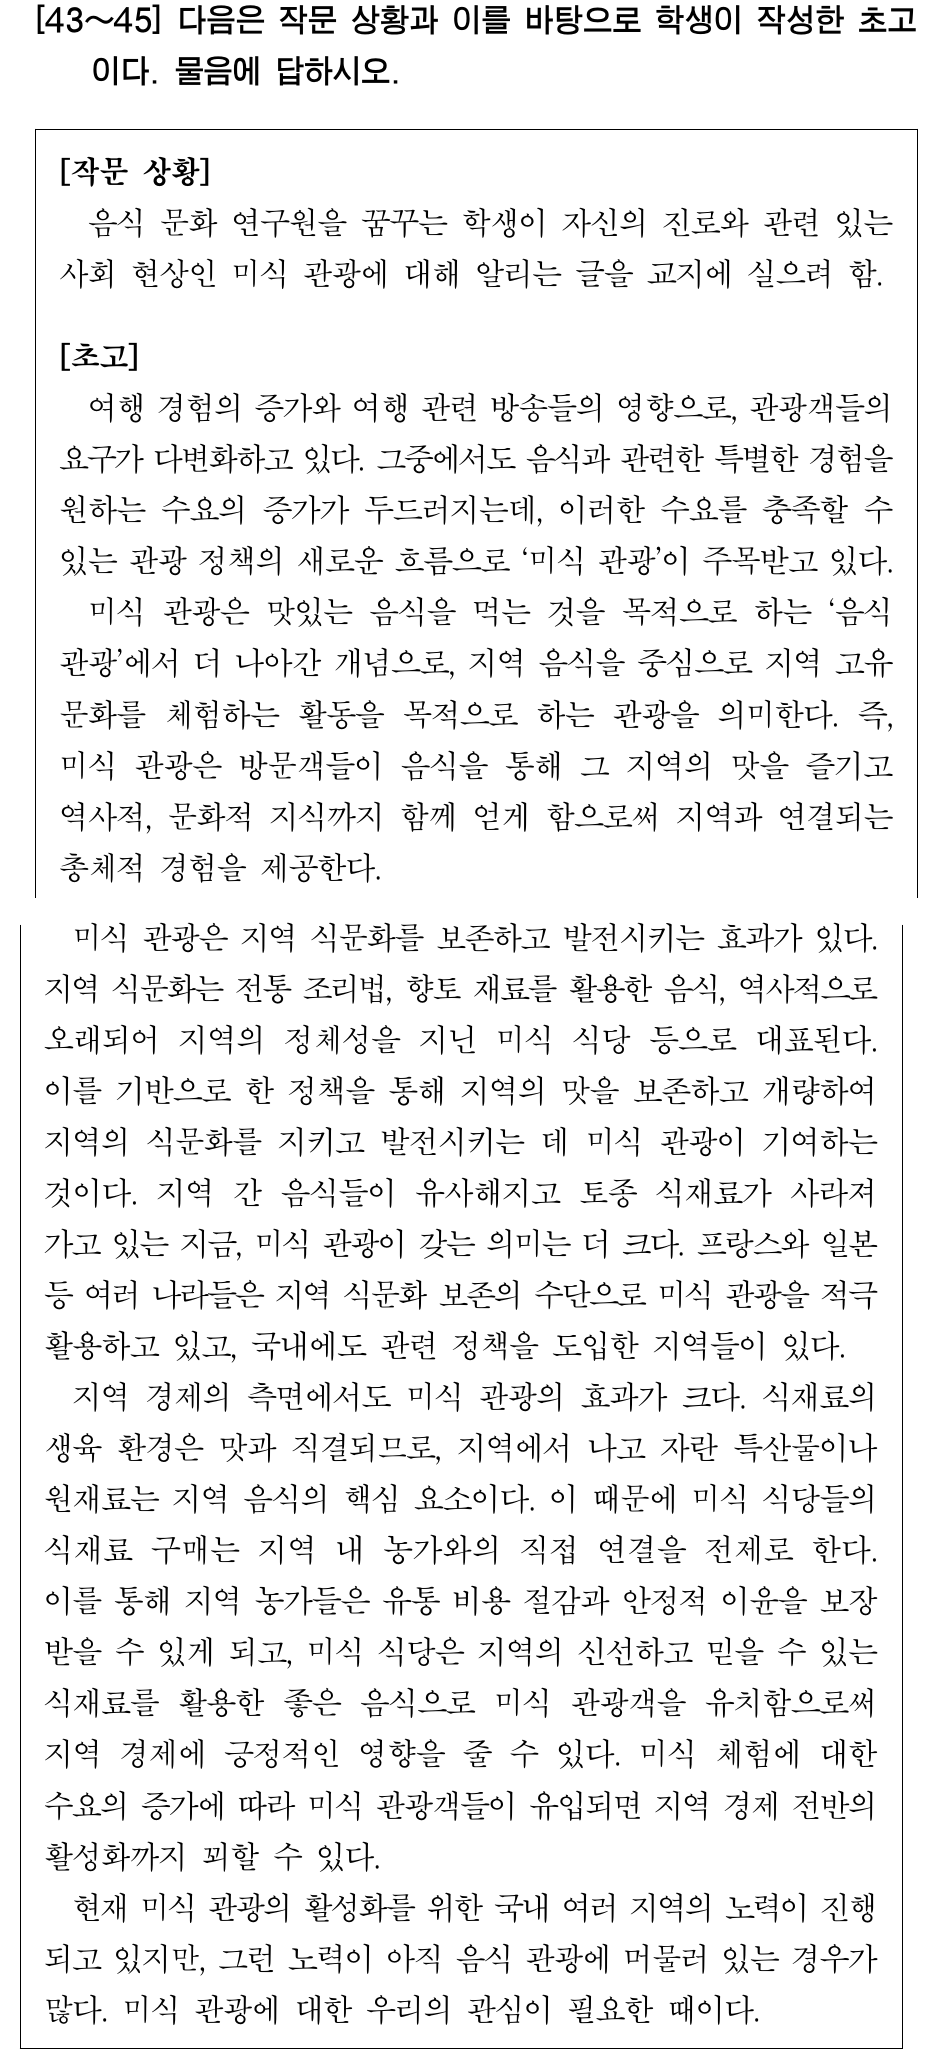 [43～45] 다음은 작문 상황과 이를 바탕으로 학생이 작성한 초고
이다. 물음에 답하시오.
[작문 상황]
음식 문화 연구원을 꿈꾸는 학생이 자신의 진로와 관련 있는
사회 현상인 미식 관광에 대해 알리는 글을 교지에 실으려 함.
[초고]
여행 경험의 증가와 여행 관련 방송들의 영향으로, 관광객들의
요구가 다변화하고 있다. 그중에서도 음식과 관련한 특별한 경험을
원하는 수요의 증가가 두드러지는데, 이러한 수요를 충족할 수
있는 관광 정책의 새로운 흐름으로 ‘미식 관광’이 주목받고 있다.
미식 관광은 맛있는 음식을 먹는 것을 목적으로 하는 ‘음식
관광’에서 더 나아간 개념으로, 지역 음식을 중심으로 지역 고유
문화를 체험하는 활동을 목적으로 하는 관광을 의미한다. 즉,
미식 관광은 방문객들이 음식을 통해 그 지역의 맛을 즐기고
역사적, 문화적 지식까지 함께 얻게 함으로써 지역과 연결되는
총체적 경험을 제공한다.
미식 관광은 지역 식문화를 보존하고 발전시키는 효과가 있다.
지역 식문화는 전통 조리법, 향토 재료를 활용한 음식, 역사적으로
오래되어 지역의 정체성을 지닌 미식 식당 등으로 대표된다.
이를 기반으로 한 정책을 통해 지역의 맛을 보존하고 개량하여
지역의 식문화를 지키고 발전시키는 데 미식 관광이 기여하는
것이다. 지역 간 음식들이 유사해지고 토종 식재료가 사라져
가고 있는 지금, 미식 관광이 갖는 의미는 더 크다. 프랑스와 일본
등 여러 나라들은 지역 식문화 보존의 수단으로 미식 관광을 적극
활용하고 있고, 국내에도 관련 정책을 도입한 지역들이 있다.
지역 경제의 측면에서도 미식 관광의 효과가 크다. 식재료의
생육 환경은 맛과 직결되므로, 지역에서 나고 자란 특산물이나
원재료는 지역 음식의 핵심 요소이다. 이 때문에 미식 식당들의
식재료 구매는 지역 내 농가와의 직접 연결을 전제로 한다.
이를 통해 지역 농가들은 유통 비용 절감과 안정적 이윤을 보장
받을 수 있게 되고, 미식 식당은 지역의 신선하고 믿을 수 있는
식재료를 활용한 좋은 음식으로 미식 관광객을 유치함으로써
지역 경제에 긍정적인 영향을 줄 수 있다. 미식 체험에 대한
수요의 증가에 따라 미식 관광객들이 유입되면 지역 경제 전반의
활성화까지 꾀할 수 있다.
현재 미식 관광의 활성화를 위한 국내 여러 지역의 노력이 진행
되고 있지만, 그런 노력이 아직 음식 관광에 머물러 있는 경우가
많다. 미식 관광에 대한 우리의 관심이 필요한 때이다.